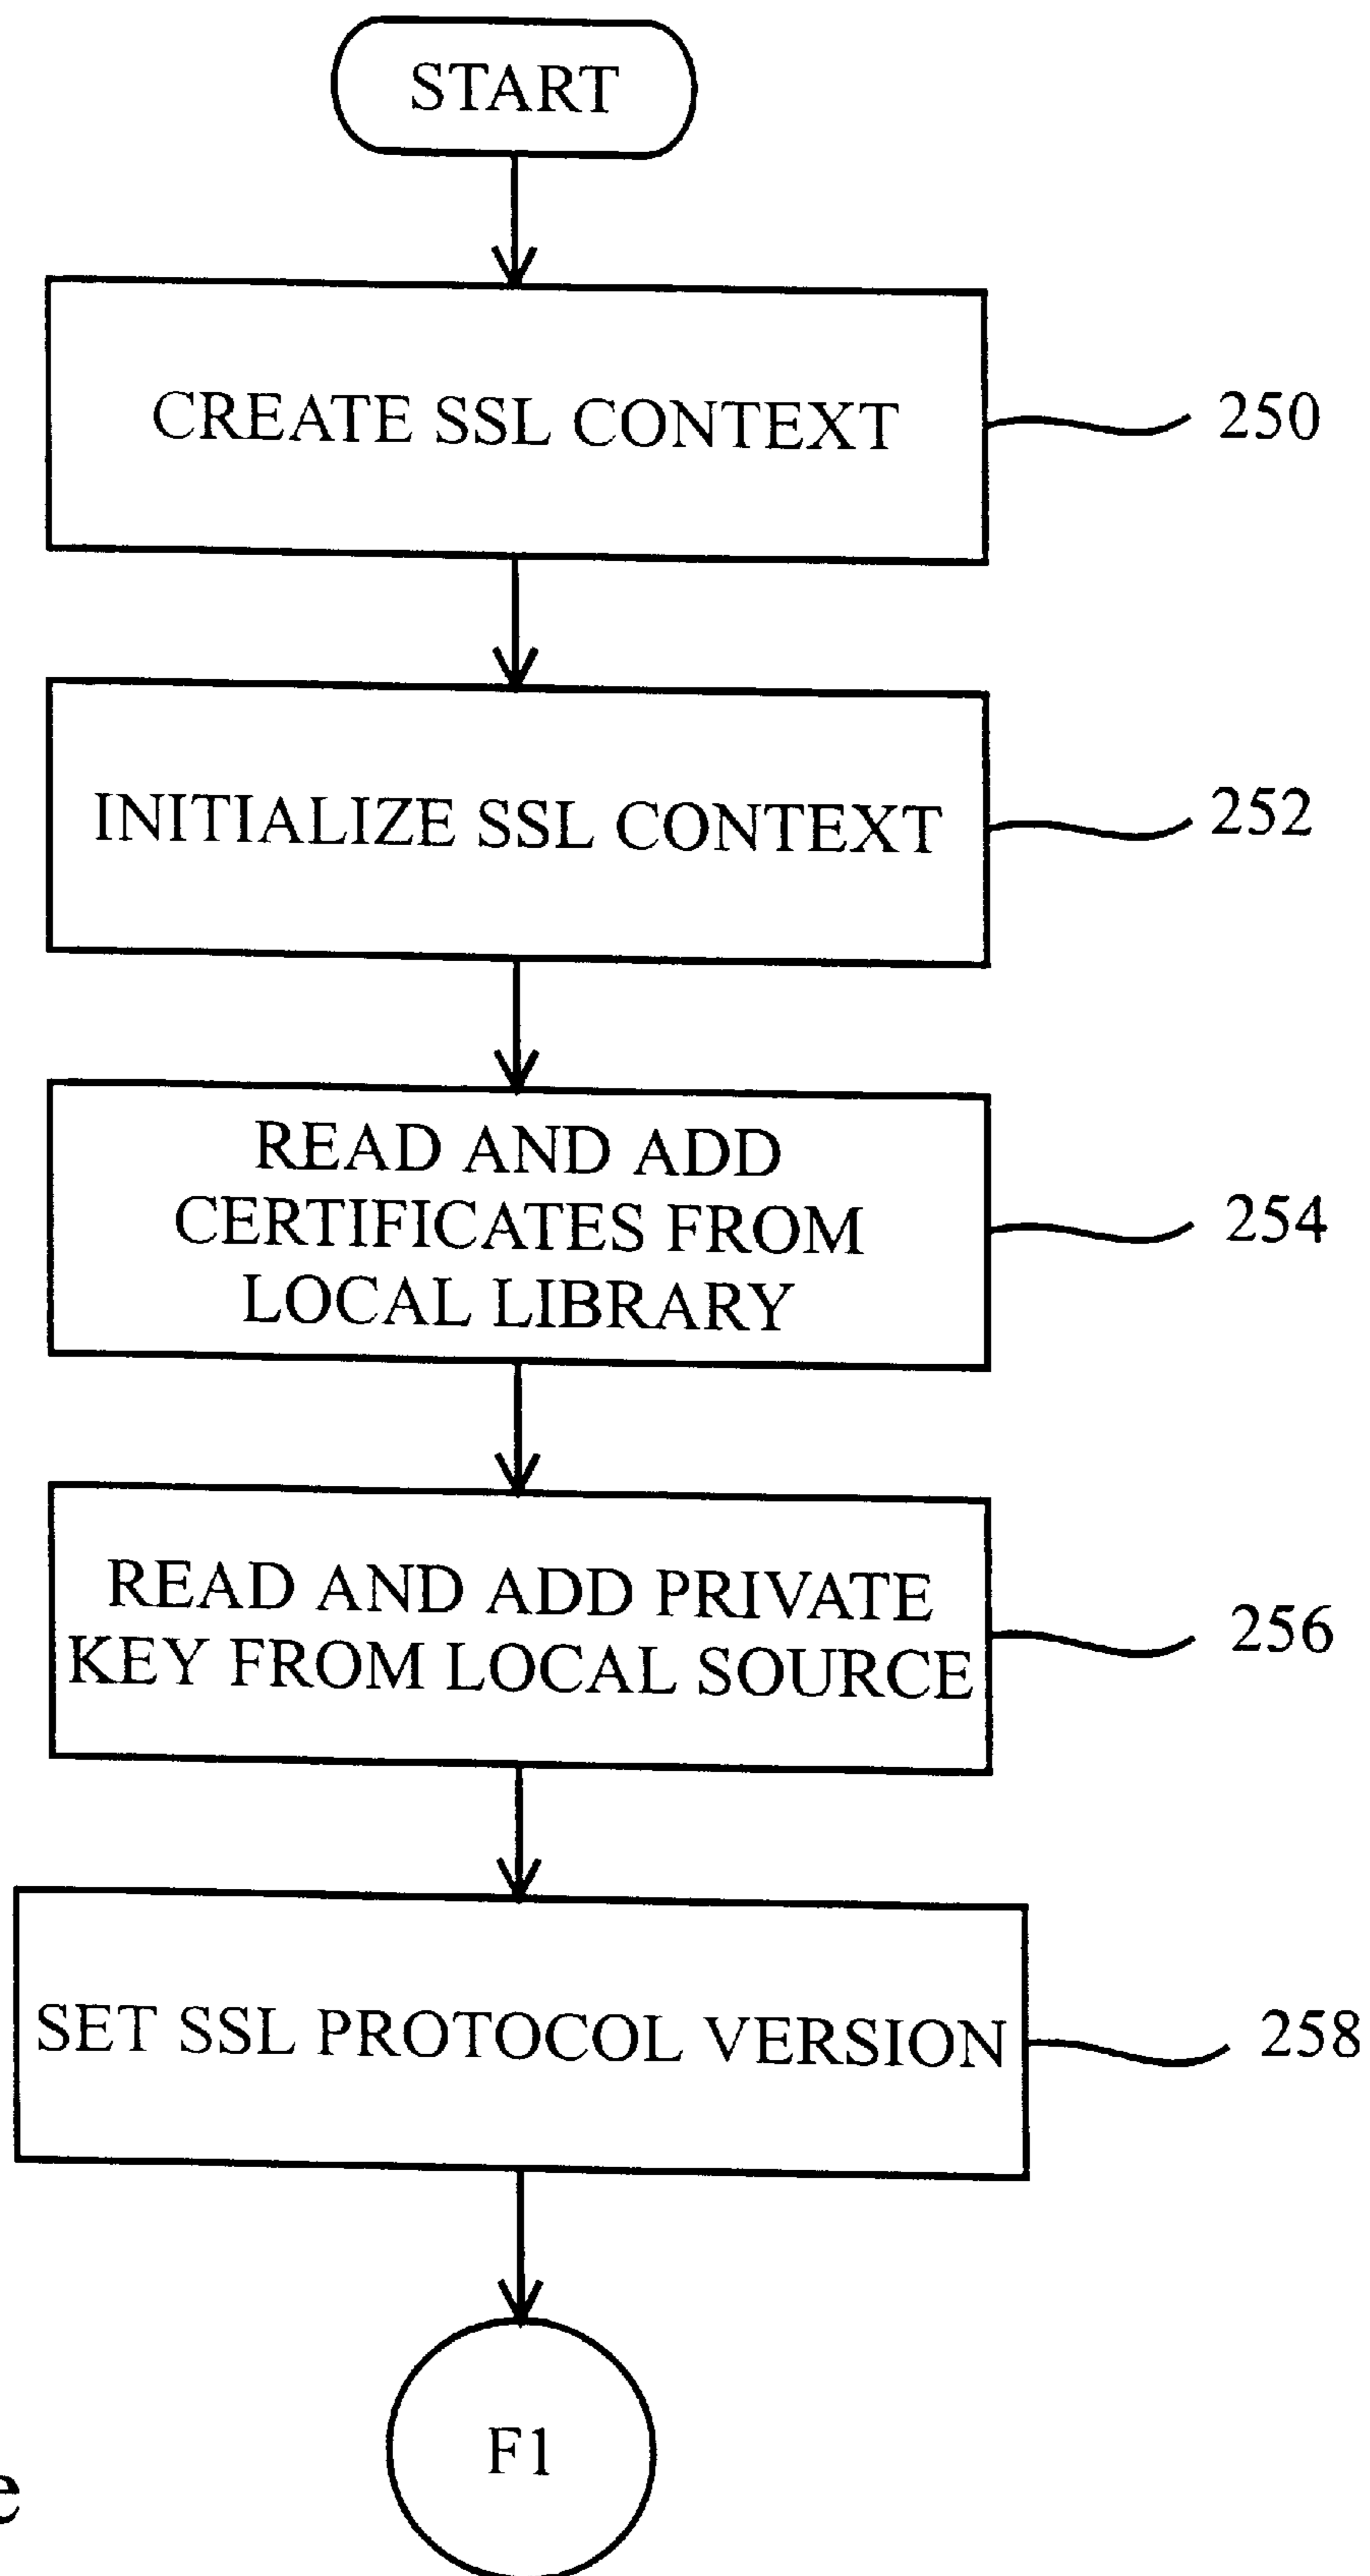 START
CREATE SSL CONTEXT
250
INITIALIZE SSL CONTEXT
252
READ AND ADD
CERTIFICATES FROM
LOCAL LIBRARY
254
READ AND ADD PRIVATE
KEY FROM LOCAL SOURCE
256
SET SSL PROTOCOL VERSION
258
F1
e